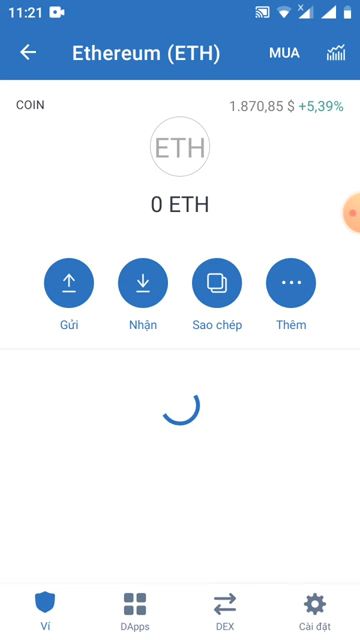 11:21
Ethereum (ETH)
MUA
COIN
1.870,85 $ +5,39%
ETH
0 ETH
Gửi
Nhận
Sao chép
Thêm
Ví
DApps
DEX
Cài đặt